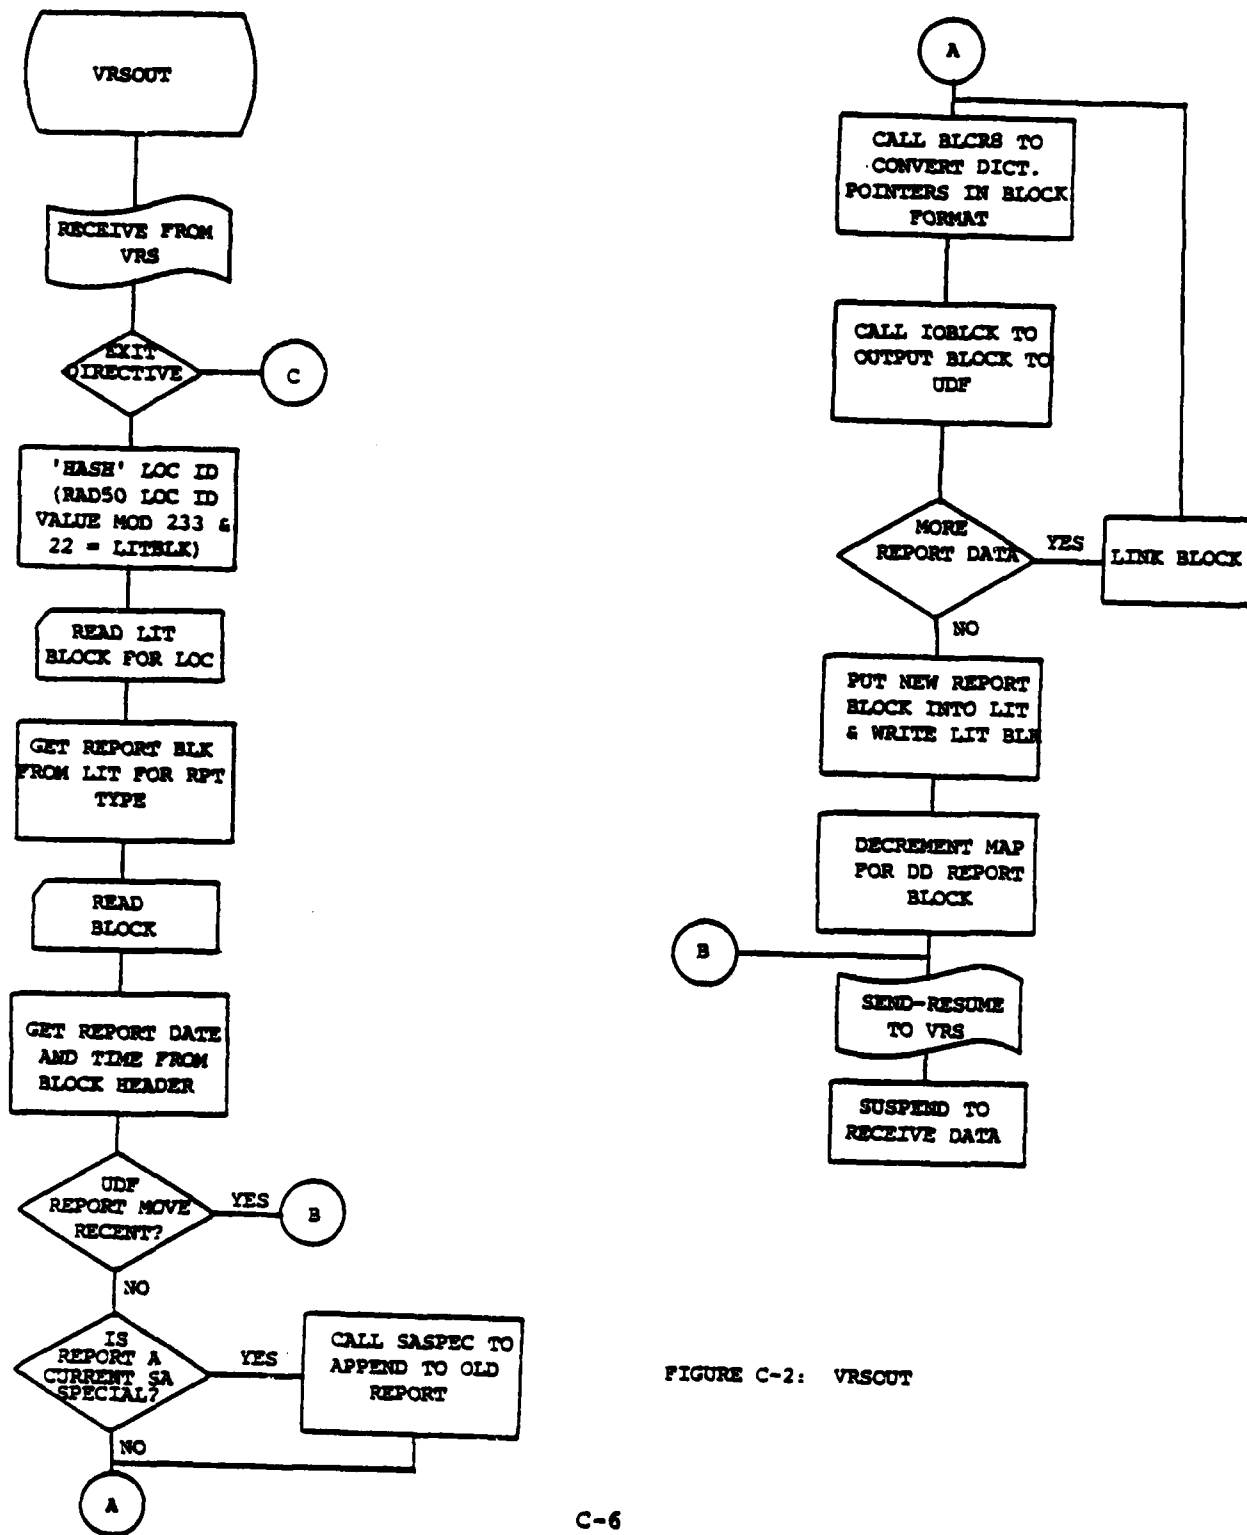 VRSOUT
RECEIVE FROM
VRS
EXIT
DIRECTIVE
C
'HASH' LOC ID
(RAD50 LOC ID
VALUE MOD 233 &
22 = LITBLK)
READ LIT
BLOCK FOR LOC
GET REPORT BLK
FROM LIT FOR RPT
TYPE
READ
BLOCK
GET REPORT DATE
AND TIME FROM
BLOCK HEADER
UDF
REPORT MOVE
RECENT?
YES
B
NO
IS
REPORT A
CURRENT SA
SPECIAL?
YES
CALL SASPEC TO
APPEND TO OLD
REPORT
NO
A
A
CALL BLCRS TO
CONVERT DICT.
POINTERS IN BLOCK
FORMAT
CALL IOBLCK TO
OUTPUT BLOCK TO
UDF
MORE
REPORT DATA
YES
LINK BLOCK
NO
PUT NEW REPORT
BLOCK INTO LIT
& WRITE LIT BLK
DECREMENT MAP
FOR DD REPORT
BLOCK
B
SEND-RESUME
TO VRS
SUSPEND TO
RECEIVE DATA
FIGURE C-2: VRSOUT
C-6